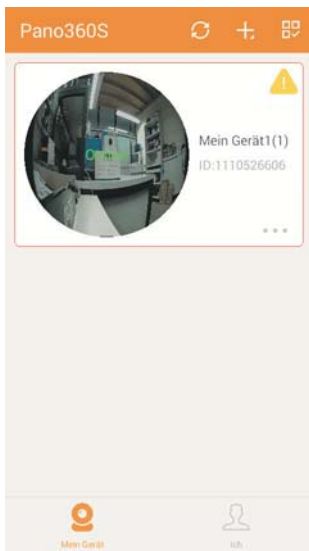 Pano360S
Mein Gerät1(1)
ID:1110526606
Mein Gerät
Ich